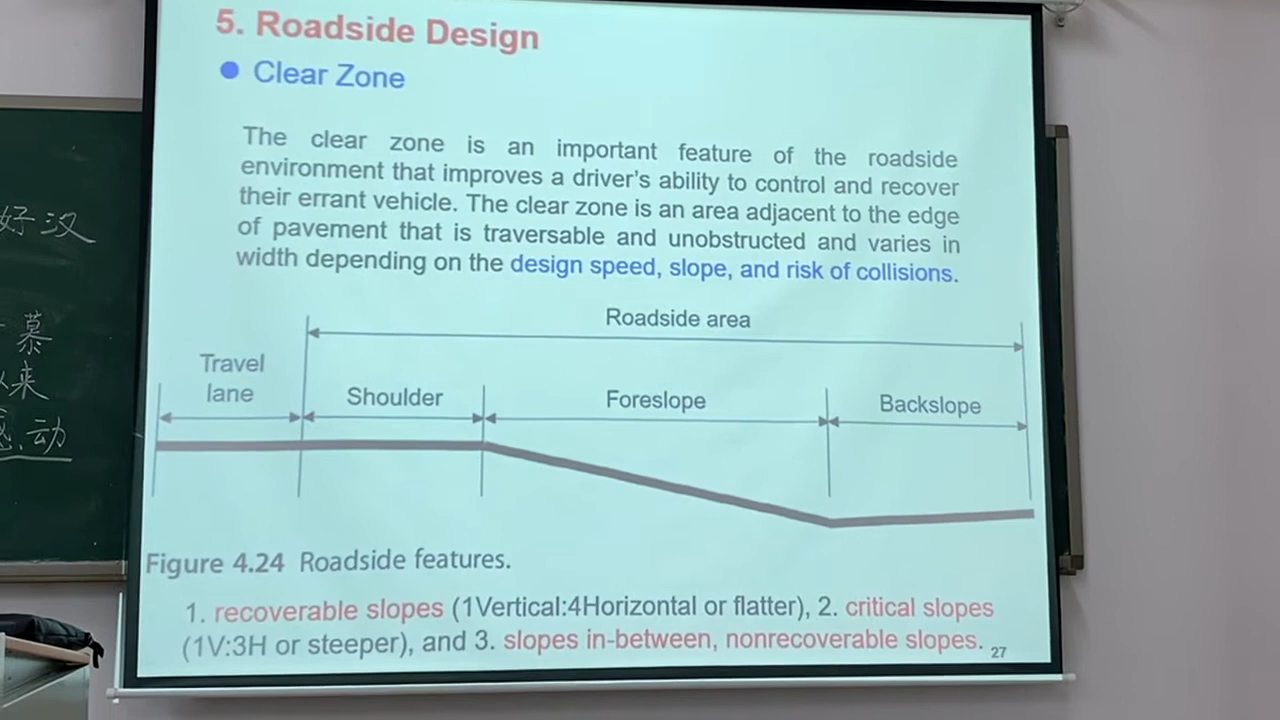 5. Roadside Design
● Clear Zone
The clear zone is an important feature of the roadside
environment that improves a driver's ability to control and recover
their errant vehicle. The clear zone is an area adjacent to the edge
of pavement that is traversable and unobstructed and varies in
width depending on the design speed, slope, and risk of collisions.
Roadside area
Travel
lane
Shoulder
Foreslope
Backslope
Figure 4.24 Roadside features.
1. recoverable slopes (1Vertical:4Horizontal or flatter), 2. critical slopes
(1V:3H or steeper), and 3. slopes in-between, nonrecoverable slopes.
27
好汉
慕
来
动